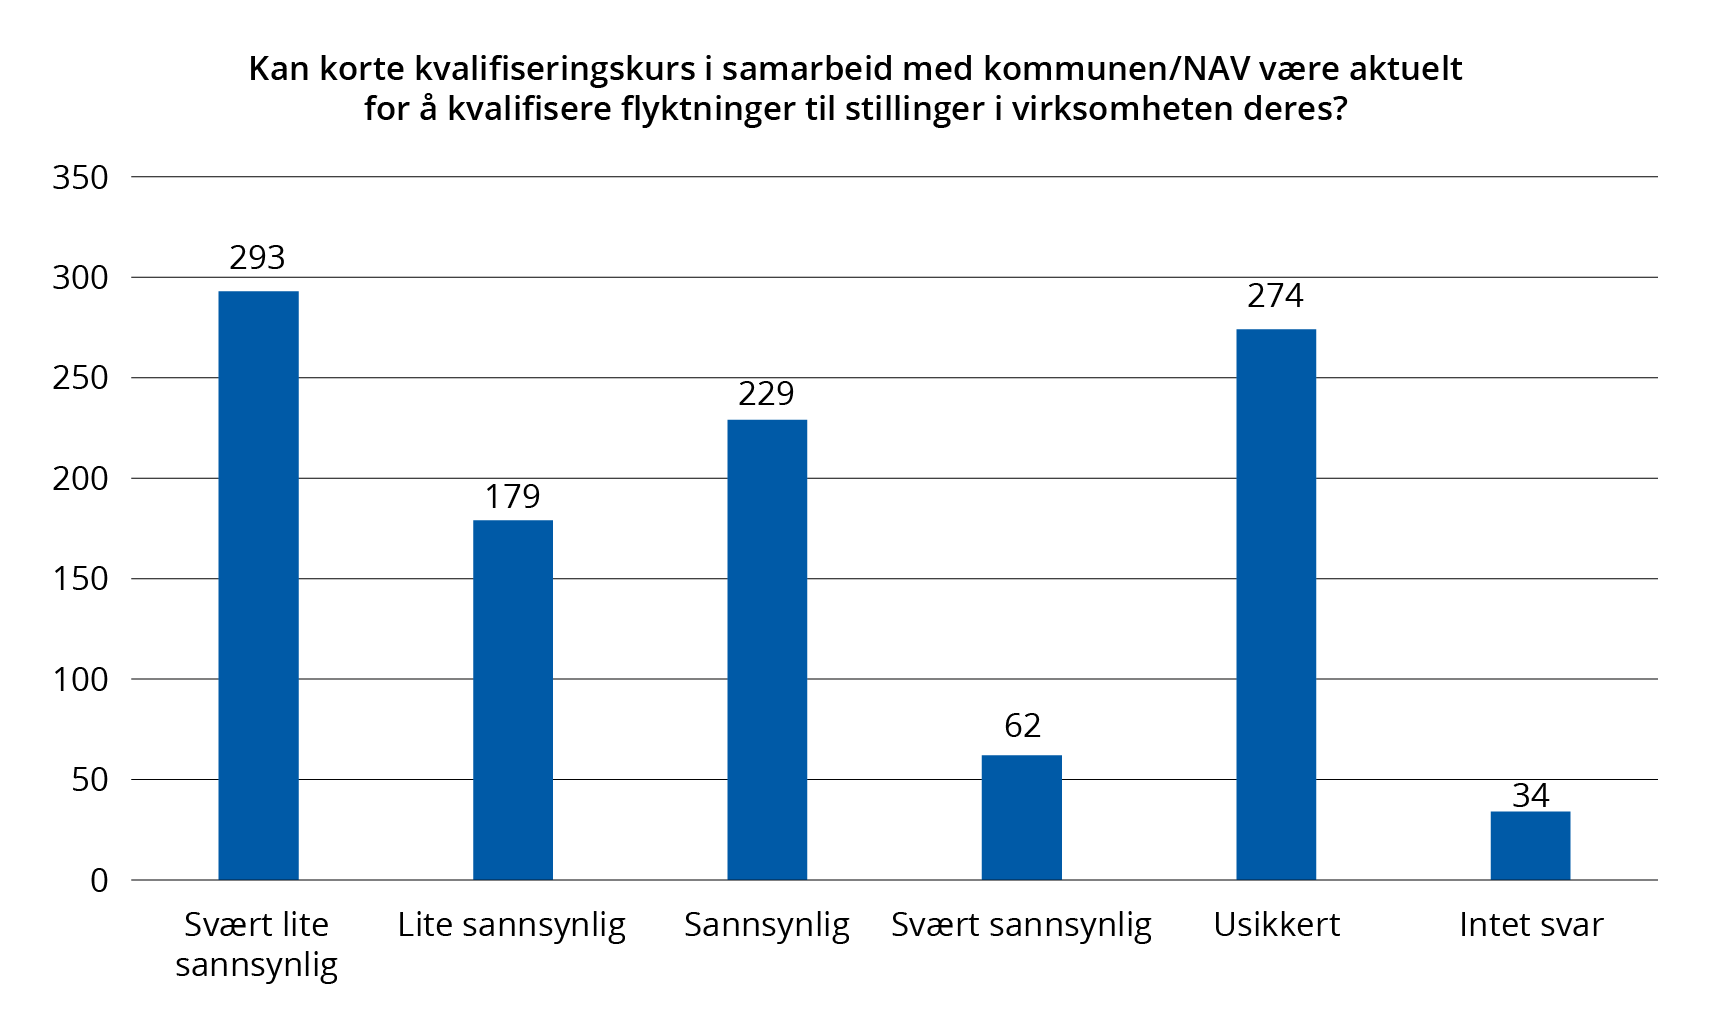 Kan korte kvalifiseringskurs i samarbeid med kommunen/NAV være aktuelt
for å kvalifisere flyktninger til stillinger i virksomheten deres?
350
300
250
200
150
100
50
0
293
179
229
62
274
34
Svært lite
sannsynlig
Lite sannsynlig
Sannsynlig
Svært sannsynlig
Usikkert
Intet svar